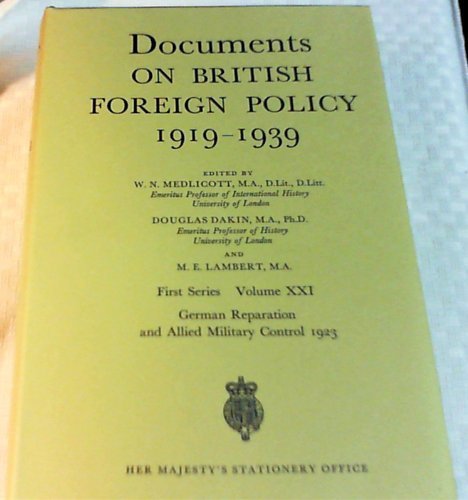 Documents
ON BRITISH
FOREIGN POLICY
1919–1939
EDITED BY
W. N. MEDLICOTT, M.A., D.Lit., D.Litt.
Emeritus Professor of International History
University of London
DOUGLAS DAKIN, M.A., Ph.D.
Emeritus Professor of History
University of London
AND
M. E. LAMBERT, M.A.
First Series Volume XXI
German Reparation
and Allied Military Control 1923
HER MAJESTY'S STATIONERY OFFICE